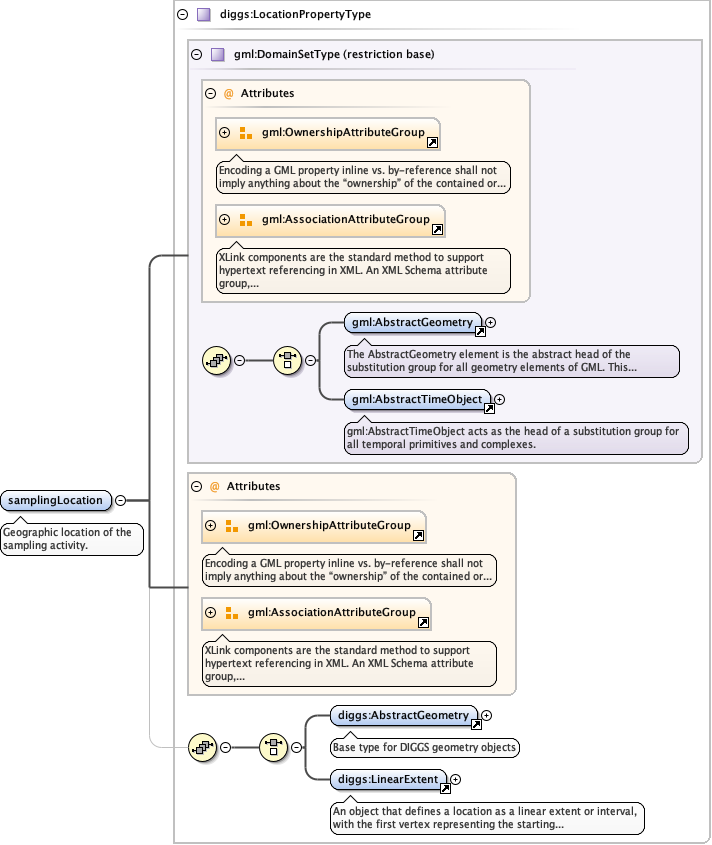 diggs:LocationPropertyType
gml:DomainSetType (restriction base)
@ Attributes
gml:OwnershipAttributeGroup
Encoding a GML property inline vs. by-reference shall not
imply anything about the “ownership” of the contained or...
gml:AssociationAttributeGroup
XLink components are the standard method to support
hypertext referencing in XML. An XML Schema attribute
group,...
gml:AbstractGeometry
The AbstractGeometry element is the abstract head of the
substitution group for all geometry elements of GML. This...
gml:AbstractTimeObject
gml:AbstractTimeObject acts as the head of a substitution group for
all temporal primitives and complexes.
samplingLocation
Geographic location of the
sampling activity.
@ Attributes
gml:OwnershipAttributeGroup
Encoding a GML property inline vs. by-reference shall not
imply anything about the “ownership” of the contained or...
gml:AssociationAttributeGroup
XLink components are the standard method to support
hypertext referencing in XML. An XML Schema attribute
group,...
diggs:AbstractGeometry
Base type for DIGGS geometry objects
diggs:LinearExtent
An object that defines a location as a linear extent or interval,
with the first vertex representing the starting...